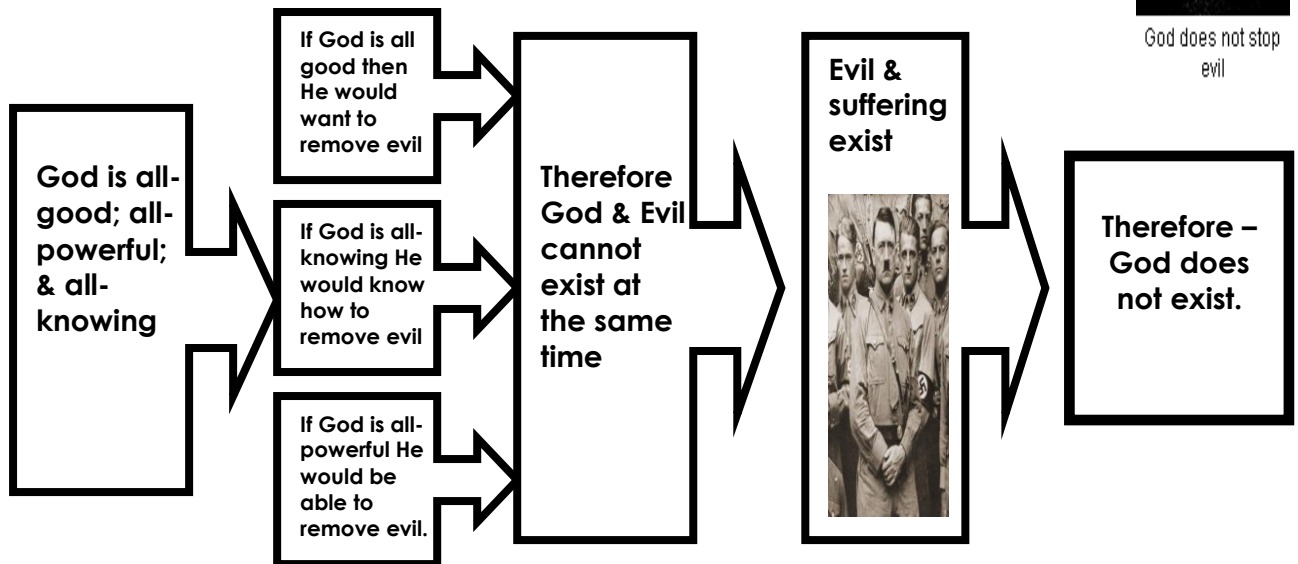 God is all-
good; all-
powerful;
& all-
knowing
If God is all
good then
He would
want to
remove evil
If God is all-
knowing He
would know
how to
remove evil
If God is all-
powerful He
would be
able to
remove evil.
Therefore
God & Evil
cannot
exist at
the same
time
Evil &
suffering
exist
God does not stop
evil
Therefore –
God does
not exist.